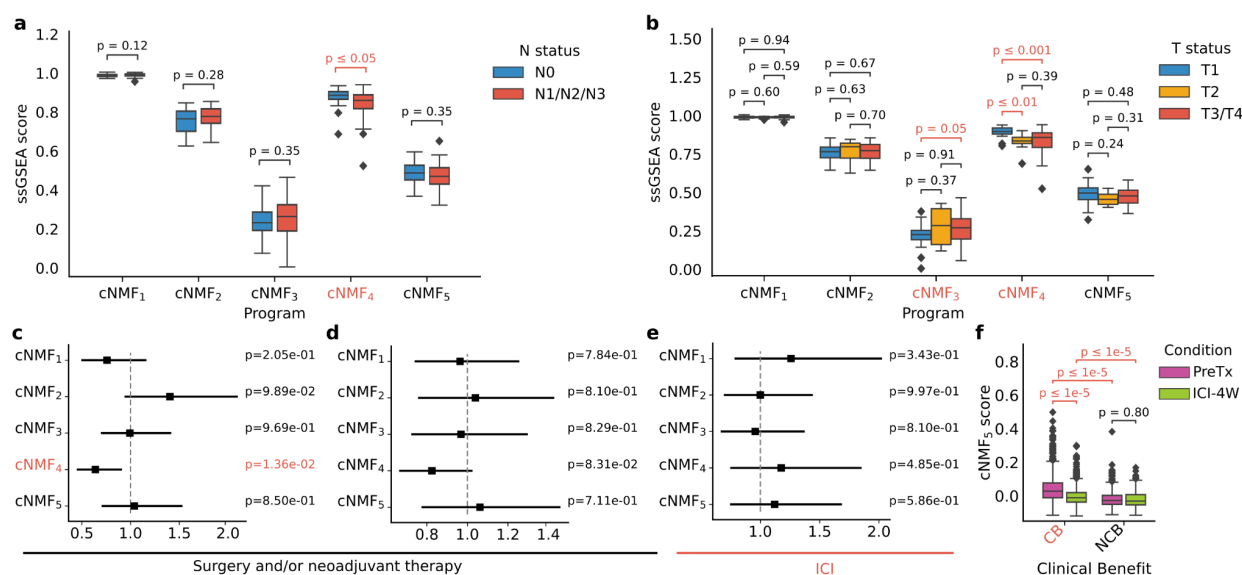 a
1.2
1.0
0.8
0.6
0.4
0.2
0.0
ssGSEA score
p = 0.12
p = 0.28
p = 0.35
p ≤ 0.05
p = 0.35
N status
N0
N1/N2/N3
cNMF₁ cNMF₂ cNMF₃ cNMF₄ cNMF₅
Program
b
1.50
1.25
1.00
0.75
0.50
0.25
0.00
ssGSEA score
p = 0.94
p = 0.59
p = 0.60
p = 0.67
p = 0.63
p = 0.70
p = 0.05
p = 0.91
p = 0.37
p ≤ 0.001
p = 0.39
p ≤ 0.01
p = 0.48
p = 0.31
p = 0.24
T status
T1
T2
T3/T4
cNMF₁ cNMF₂ cNMF₃ cNMF₄ cNMF₅
Program
c
cNMF₁ p=2.05e-01
cNMF₂ p=9.89e-02
cNMF₃ p=9.69e-01
cNMF₄ p=1.36e-02
cNMF₅ p=8.50e-01
0.5 1.0 1.5 2.0
d
cNMF₁ p=7.84e-01
cNMF₂ p=8.10e-01
cNMF₃ p=8.29e-01
cNMF₄ p=8.31e-02
cNMF₅ p=7.11e-01
1.0 1.2 1.4
Surgery and/or neoadjuvant therapy
e
cNMF₁ p=3.43e-01
cNMF₂ p=9.97e-01
cNMF₃ p=8.10e-01
cNMF₄ p=4.85e-01
cNMF₅ p=5.86e-01
1.0 1.5 2.0
ICI
f
0.8
0.6
0.4
0.2
0.0
cNMF₅ score
p ≤ 1e-5
p ≤ 1e-5
p ≤ 1e-5
p = 0.80
Condition
PreTx
ICI-4W
CB NCB
Clinical Benefit